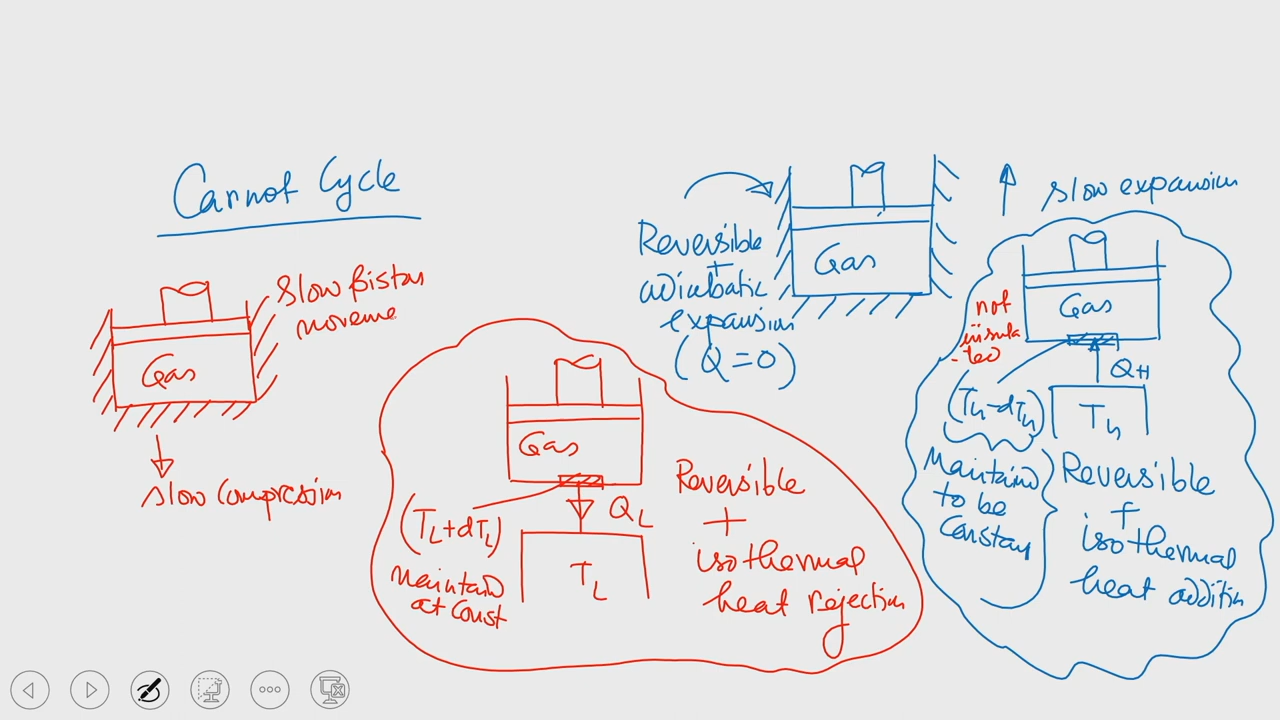 Carnot Cycle
Slow Piston
moveme
Gas
slow compression
Reversible
+
adiabatic
expansion
(Q=0)
Gas
slow expansion
Gas
not
insula
-ted
QH
(Th-dTh)
Th
Maintained
to be
Constant
Reversible
+
isothermal
heat addition
Gas
(TL+dTL)
QL
TL
Maintain
at const
Reversible
+
isothermal
heat rejection